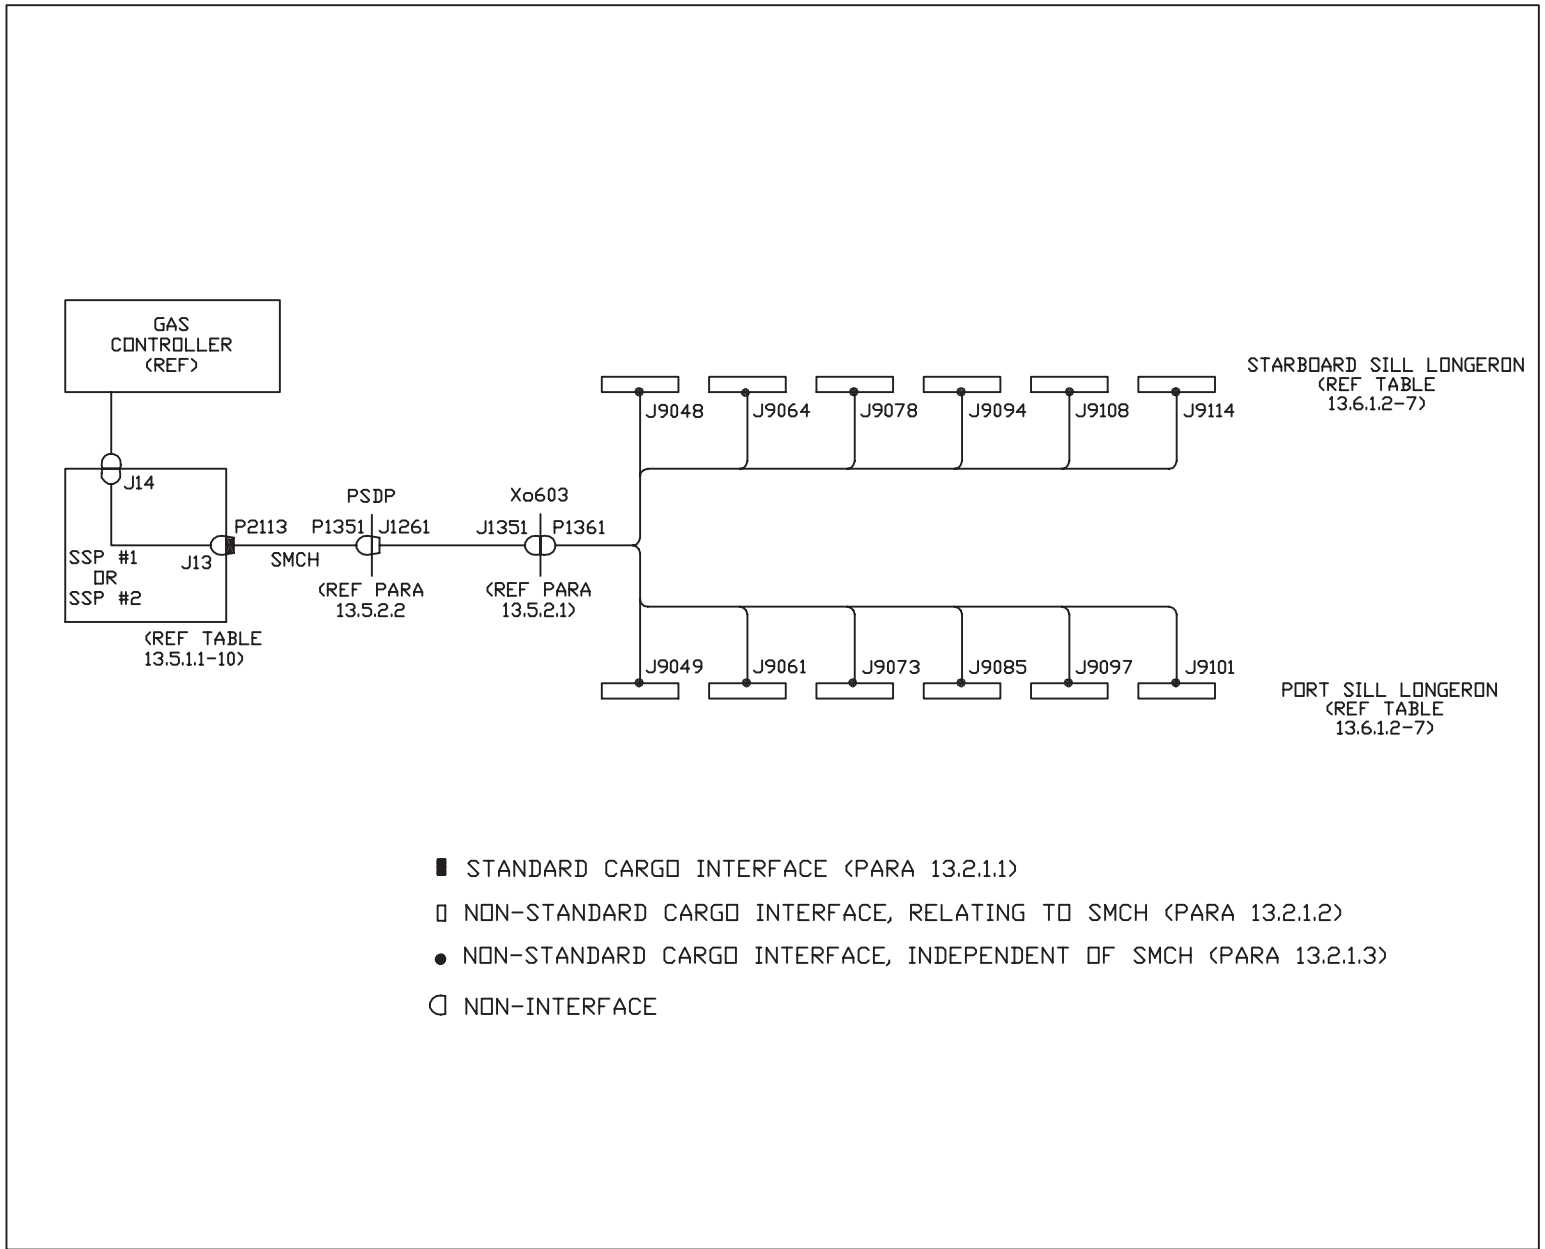 GAS
CONTROLLER
(REF)
J14
SSP #1
OR
SSP #2
J13
P2113
SMCH
(REF TABLE
13.5.1.1-10)
PSDP
P1351
J1261
(REF PARA
13.5.2.2
Xo603
J1351
P1361
(REF PARA
13.5.2.1)
J9048
J9064
J9078
J9094
J9108
J9114
STARBOARD SILL LONGERON
(REF TABLE
13.6.1.2-7)
J9049
J9061
J9073
J9085
J9097
J9101
PORT SILL LONGERON
(REF TABLE
13.6.1.2-7)
STANDARD CARGO INTERFACE (PARA 13.2.1.1)
NON-STANDARD CARGO INTERFACE, RELATING TO SMCH (PARA 13.2.1.2)
NON-STANDARD CARGO INTERFACE, INDEPENDENT OF SMCH (PARA 13.2.1.3)
NON-INTERFACE